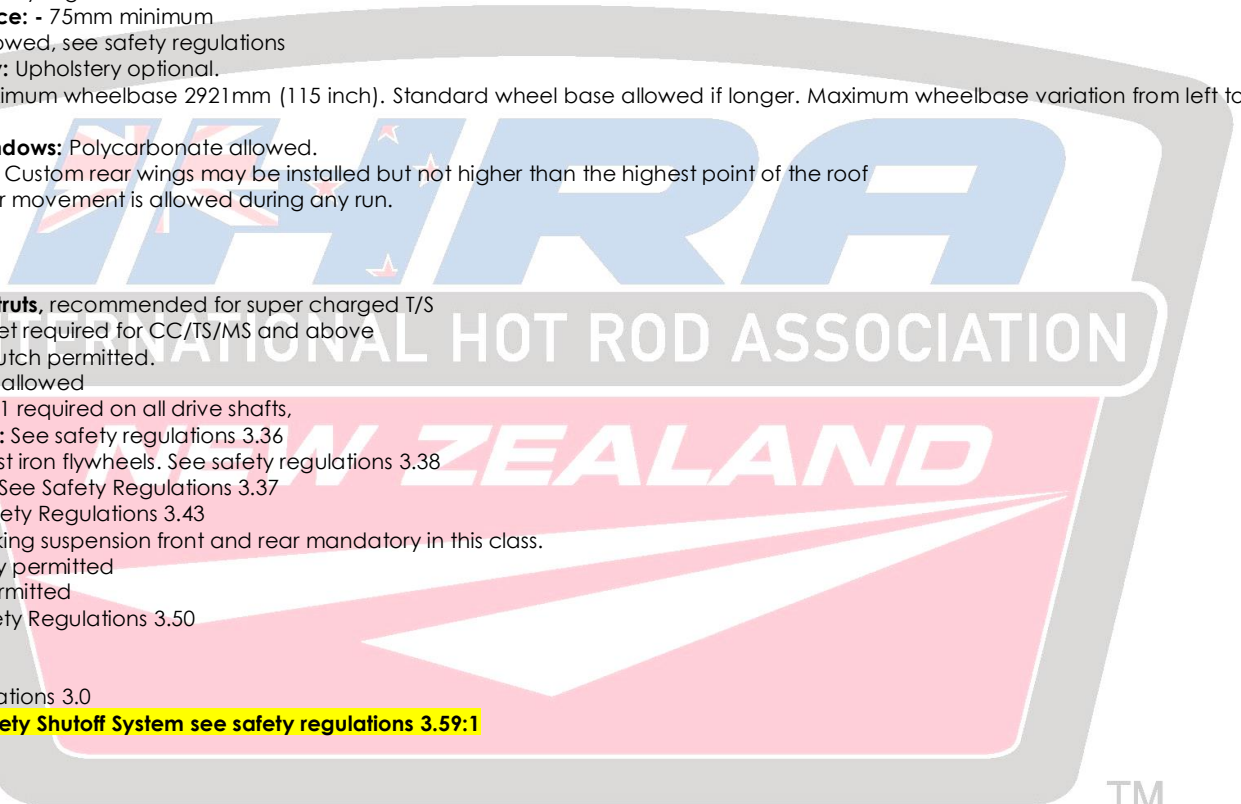 ce: - 75mm minimum
owed, see safety regulations
y: Upholstery optional.
imum wheelbase 2921mm (115 inch). Standard wheel base allowed if longer. Maximum wheelbase variation from left to
ndows: Polycarbonate allowed.
Custom rear wings may be installed but not higher than the highest point of the roof
r movement is allowed during any run.
IHRA
truts, recommended for super charged T/S
et required for CC/TS/MS and above
INTERNATIONAL HOT ROD ASSOCIATION
utch permitted.
allowed
1 required on all drive shafts,
: See safety regulations 3.36
NEW ZEALAND
st iron flywheels. See safety regulations 3.38
See Safety Regulations 3.37
ety Regulations 3.43
king suspension front and rear mandatory in this class.
y permitted
rmitted
ety Regulations 3.50
ations 3.0
ety Shutoff System see safety regulations 3.59:1
TM